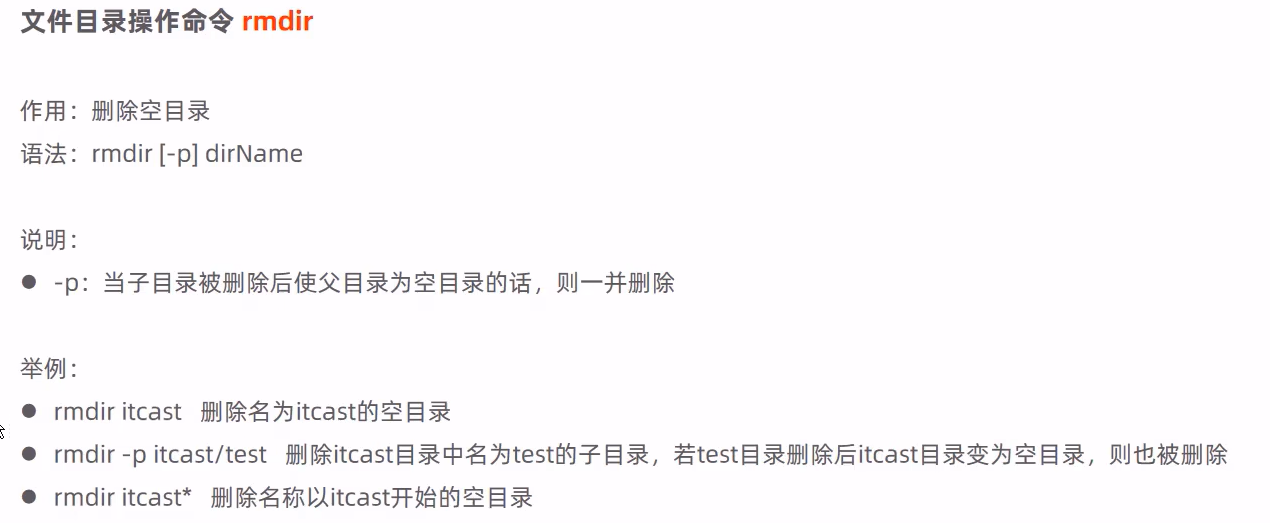 文件目录操作命令 rmdir
作用：删除空目录
语法：rmdir [-p] dirName
说明：
● -p：当子目录被删除后使父目录为空目录的话，则一并删除
举例：
● rmdir itcast 删除名为itcast的空目录
● rmdir -p itcast/test 删除itcast目录中名为test的子目录，若test目录删除后itcast目录变为空目录，则也被删除
● rmdir itcast* 删除名称以itcast开始的空目录